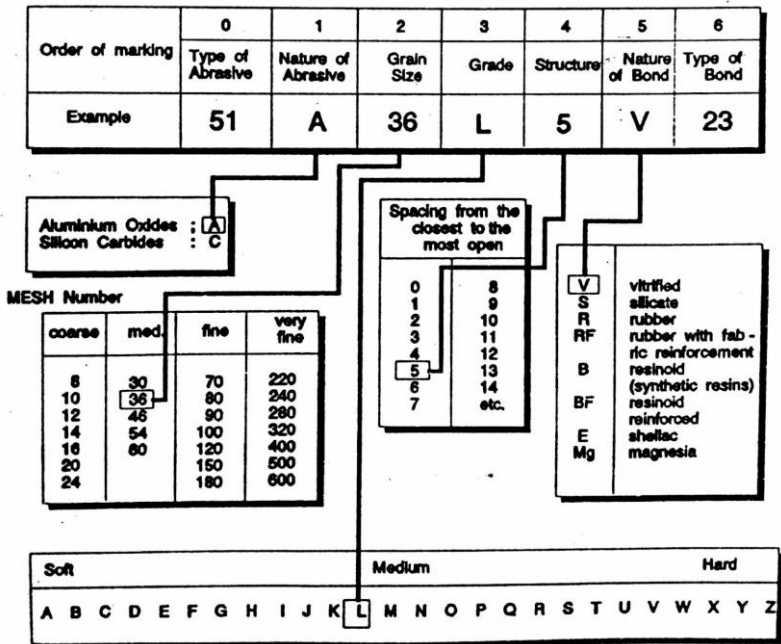 0 1 2 3 4 5 6
Order of marking Type of Abrasive Nature of Abrasive Grain Size Grade Structure Nature of Bond Type of Bond
Example 51 A 36 L 5 V 23
Aluminium Oxides : A
Silicon Carbides : C
MESH Number
coarse med. fine very fine
8 30 70 220
10 36 80 240
12 46 90 280
14 54 100 320
16 60 120 400
20 150 500
24 180 600
Spacing from the
closest to the
most open
0 8
1 9
2 10
3 11
4 12
5 13
6 14
7 etc.
V vitrified
S silicate
R rubber
RF rubber with fab-
ric reinforcement
B resinoid
(synthetic resins)
BF resinoid
reinforced
E shellac
Mg magnesia
Soft Medium Hard
A B C D E F G H I J K L M N O P Q R S T U V W X Y Z